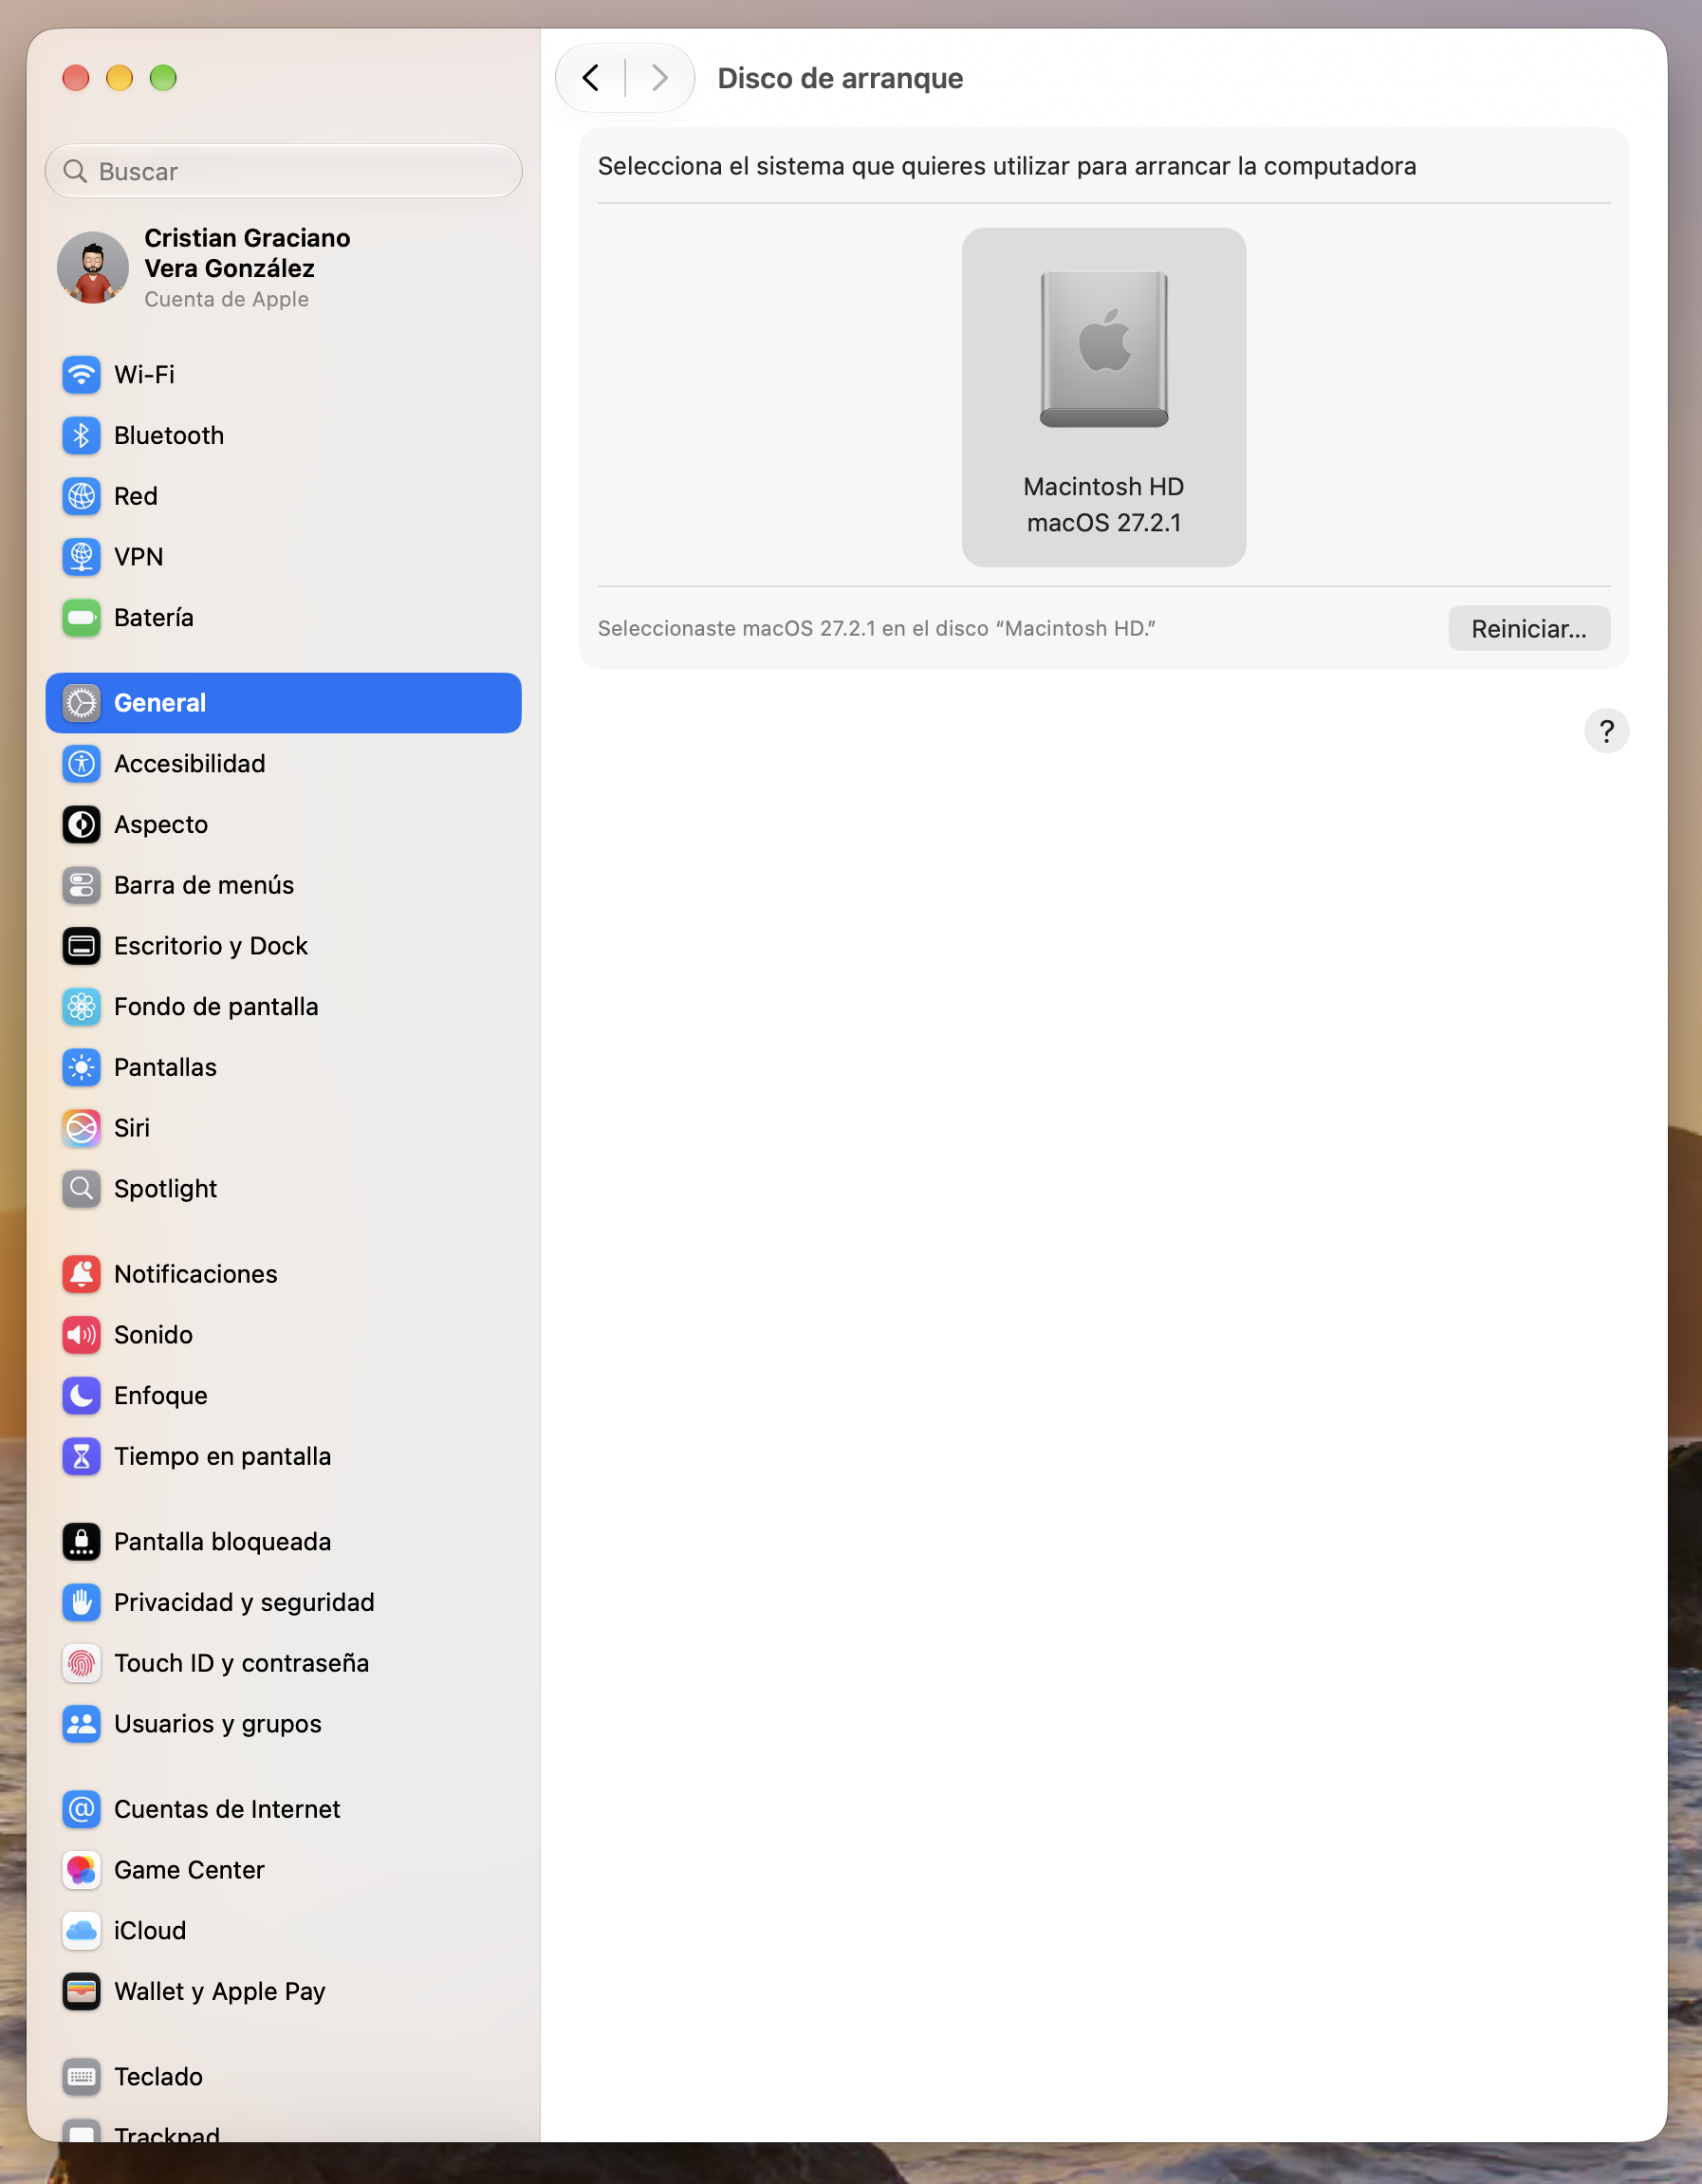 Buscar
Cristian Graciano
Vera González
Cuenta de Apple
Wi-Fi
Bluetooth
Red
VPN
Batería
General
Accesibilidad
Aspecto
Barra de menús
Escritorio y Dock
Fondo de pantalla
Pantallas
Siri
Spotlight
Notificaciones
Sonido
Enfoque
Tiempo en pantalla
Pantalla bloqueada
Privacidad y seguridad
Touch ID y contraseña
Usuarios y grupos
Cuentas de Internet
Game Center
iCloud
Wallet y Apple Pay
Teclado
Trackpad
Disco de arranque
Selecciona el sistema que quieres utilizar para arrancar la computadora
Macintosh HD
macOS 27.2.1
Seleccionaste macOS 27.2.1 en el disco “Macintosh HD.”
Reiniciar...
?